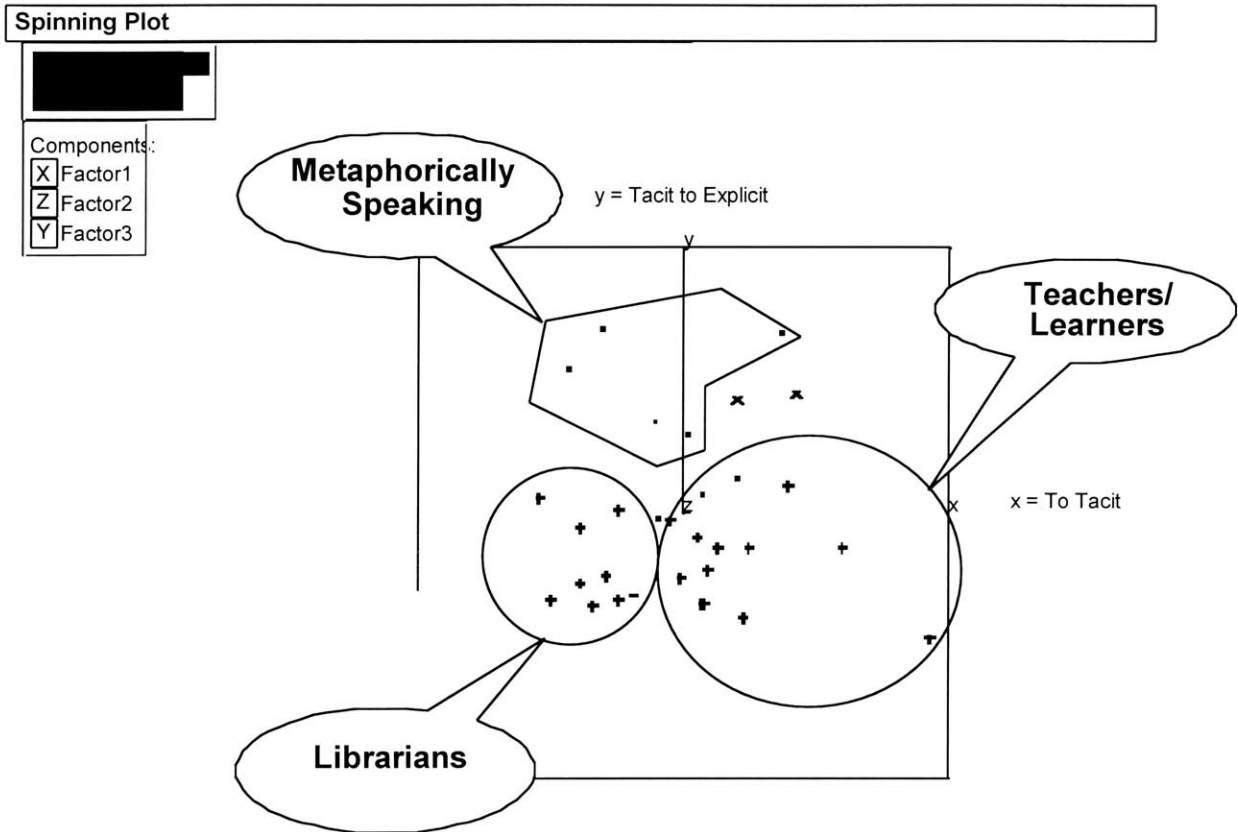 Spinning Plot
Components:
X Factor1
Z Factor2
Y Factor3
Metaphorically
Speaking
y = Tacit to Explicit
y
Teachers/
Learners
z
x
x = To Tacit
Librarians